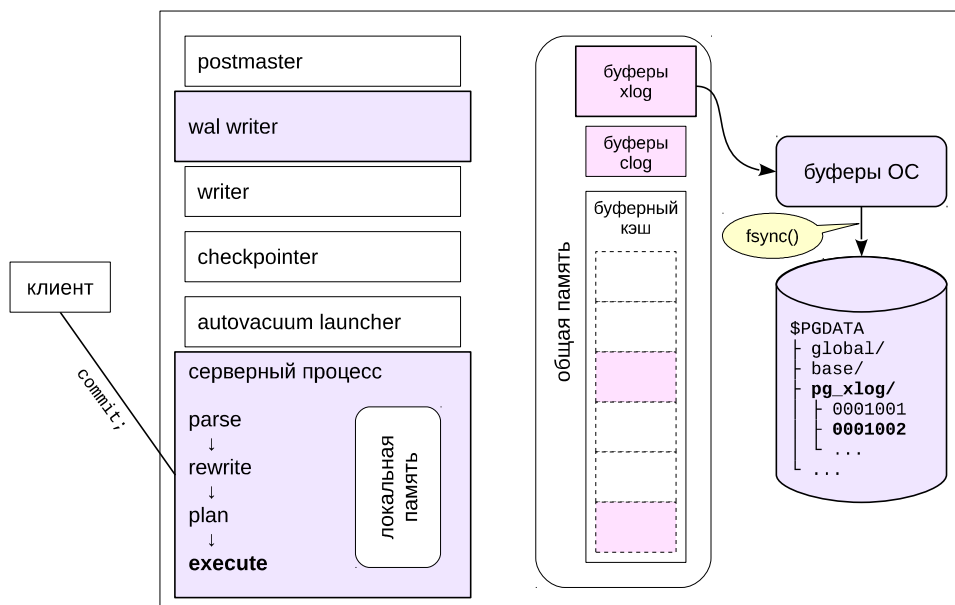 postmaster
wal writer
writer
checkpointer
autovacuum launcher
клиент
commit;
серверный процесс
parse
↓
rewrite
↓
plan
↓
execute
локальная
память
общая память
буферы
xlog
буферы
clog
буферный
кэш
буферы ОС
fsync()
$PGDATA
├ global/
├ base/
├ pg_xlog/
│ ├ 0001001
│ ├ 0001002
│ └ ...
└ ...